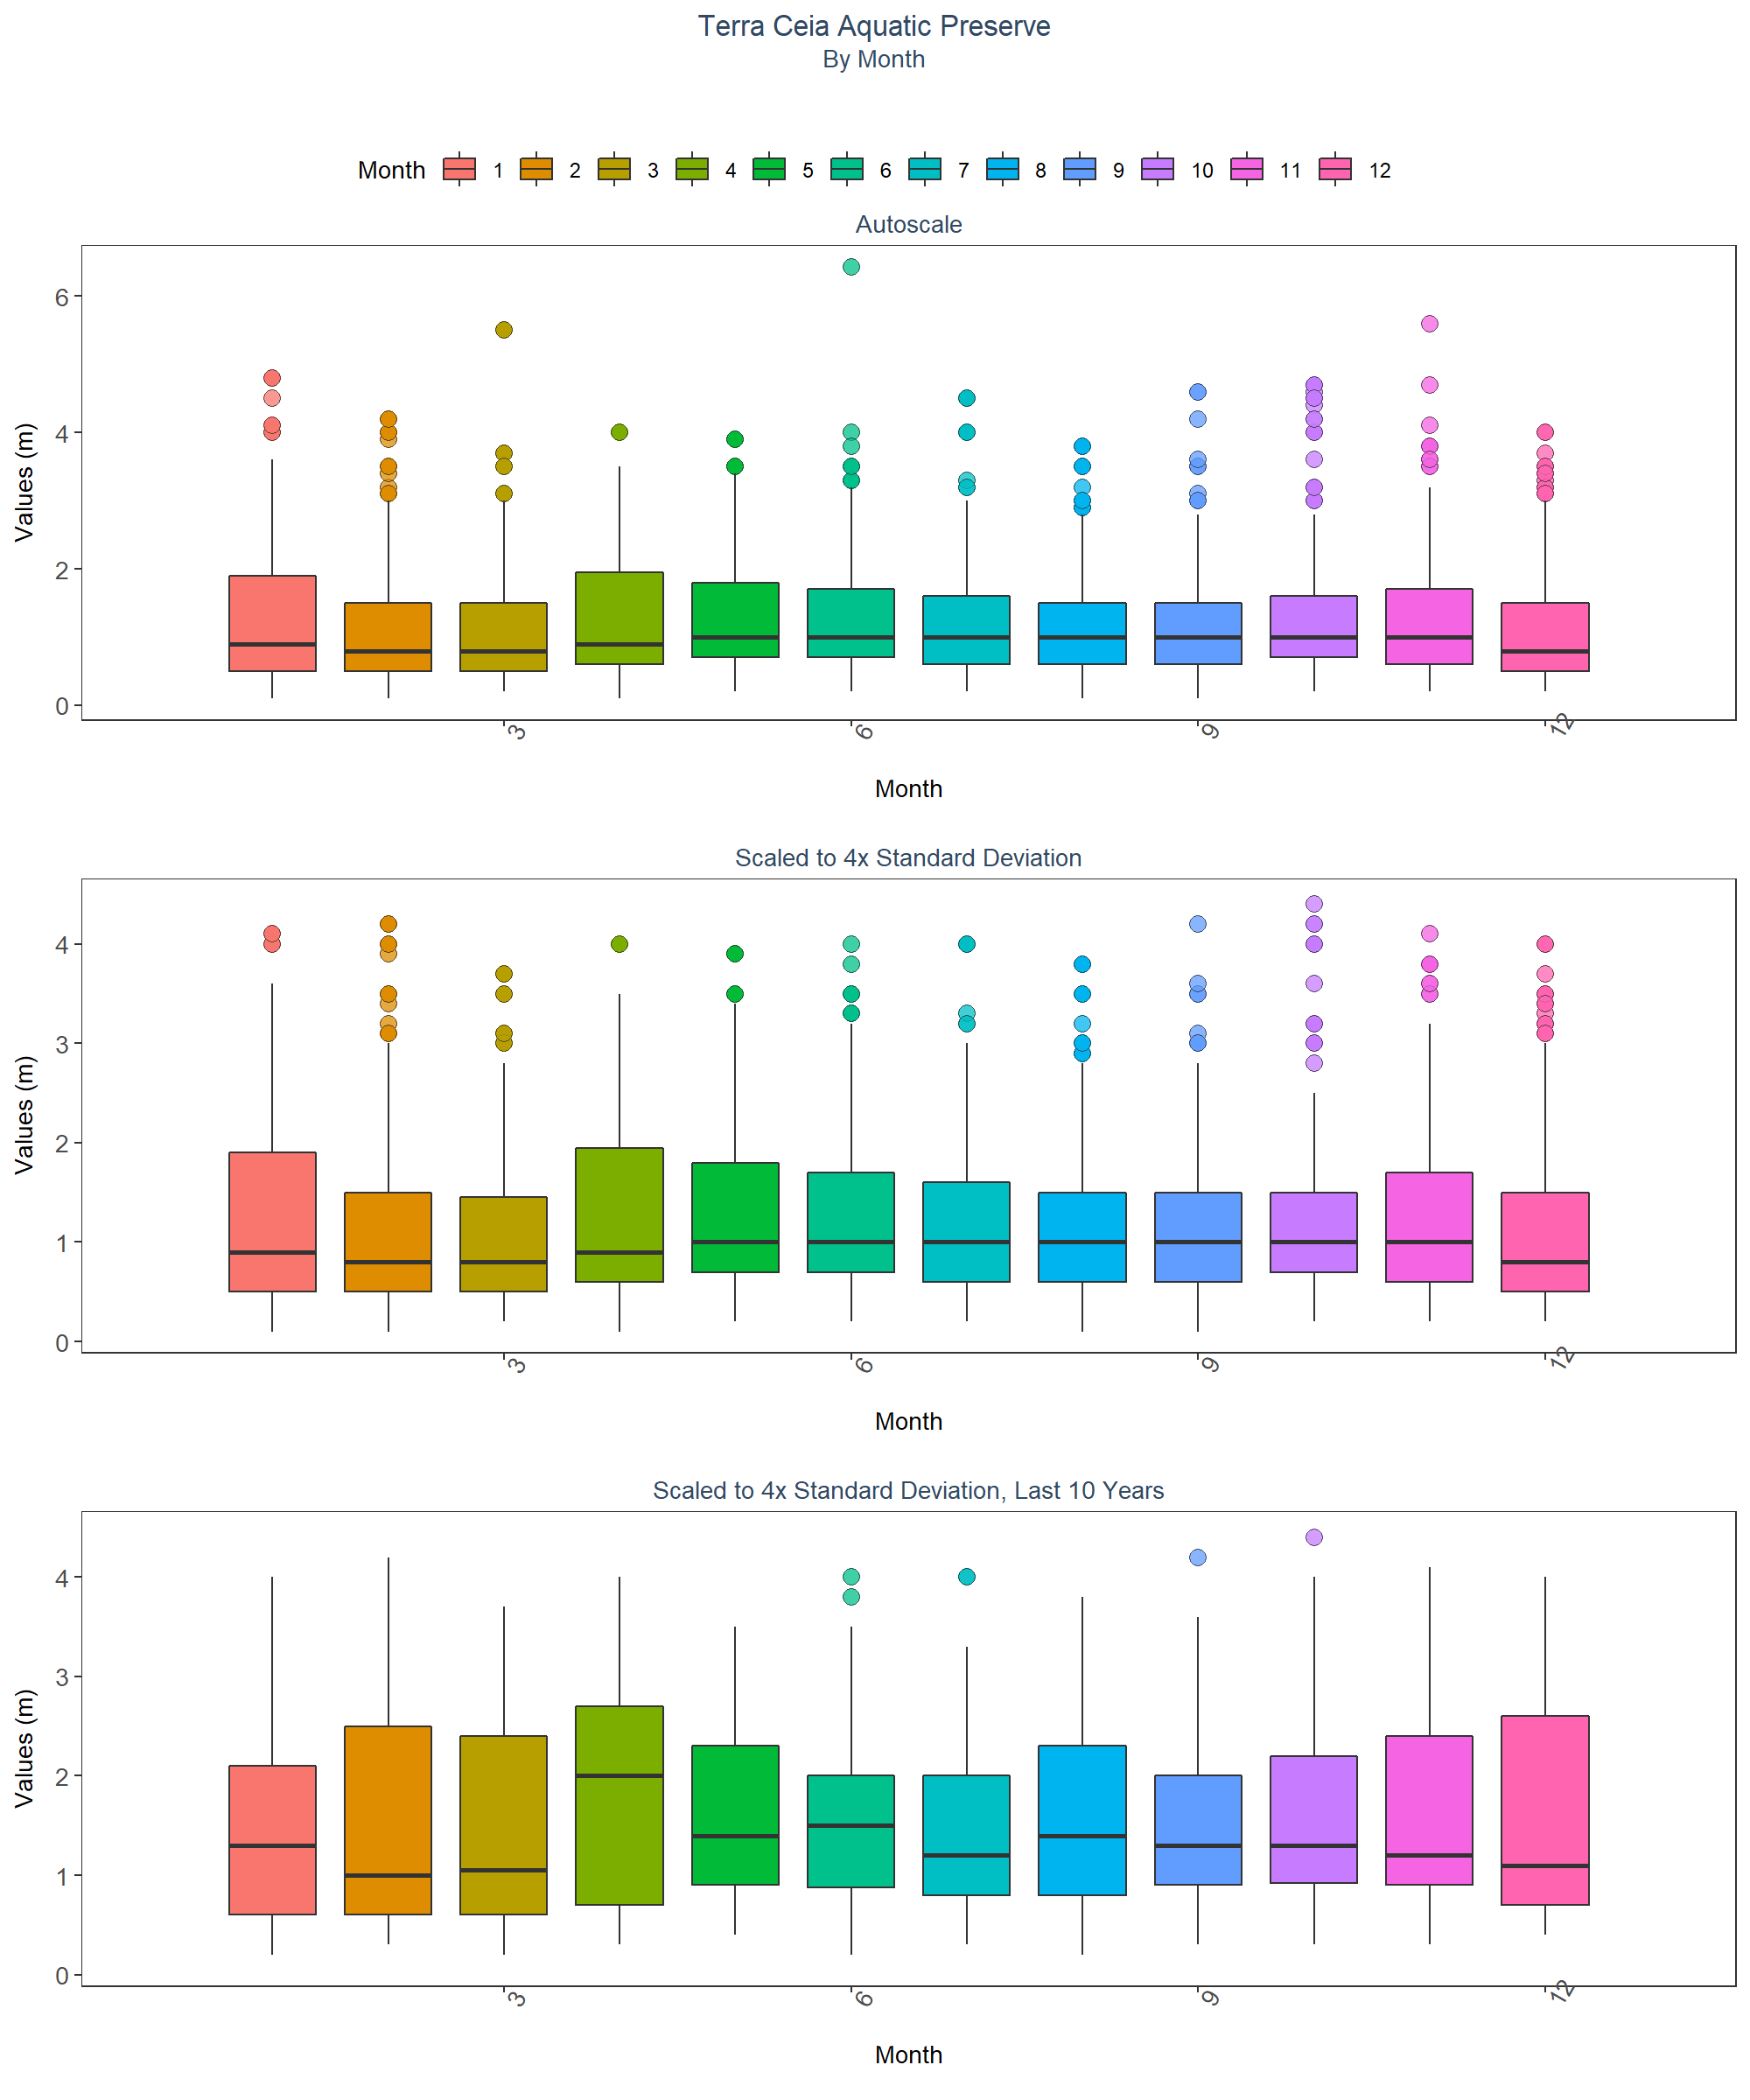 Terra Ceia Aquatic Preserve
By Month
Month 1 2 3 4 5 6 7 8 9 10 11 12
Autoscale
Values (m)
6
4
2
0
3 6 9 12
Month
Scaled to 4x Standard Deviation
Values (m)
4
3
2
1
0
3 6 9 12
Month
Scaled to 4x Standard Deviation, Last 10 Years
Values (m)
4
3
2
1
0
3 6 9 12
Month